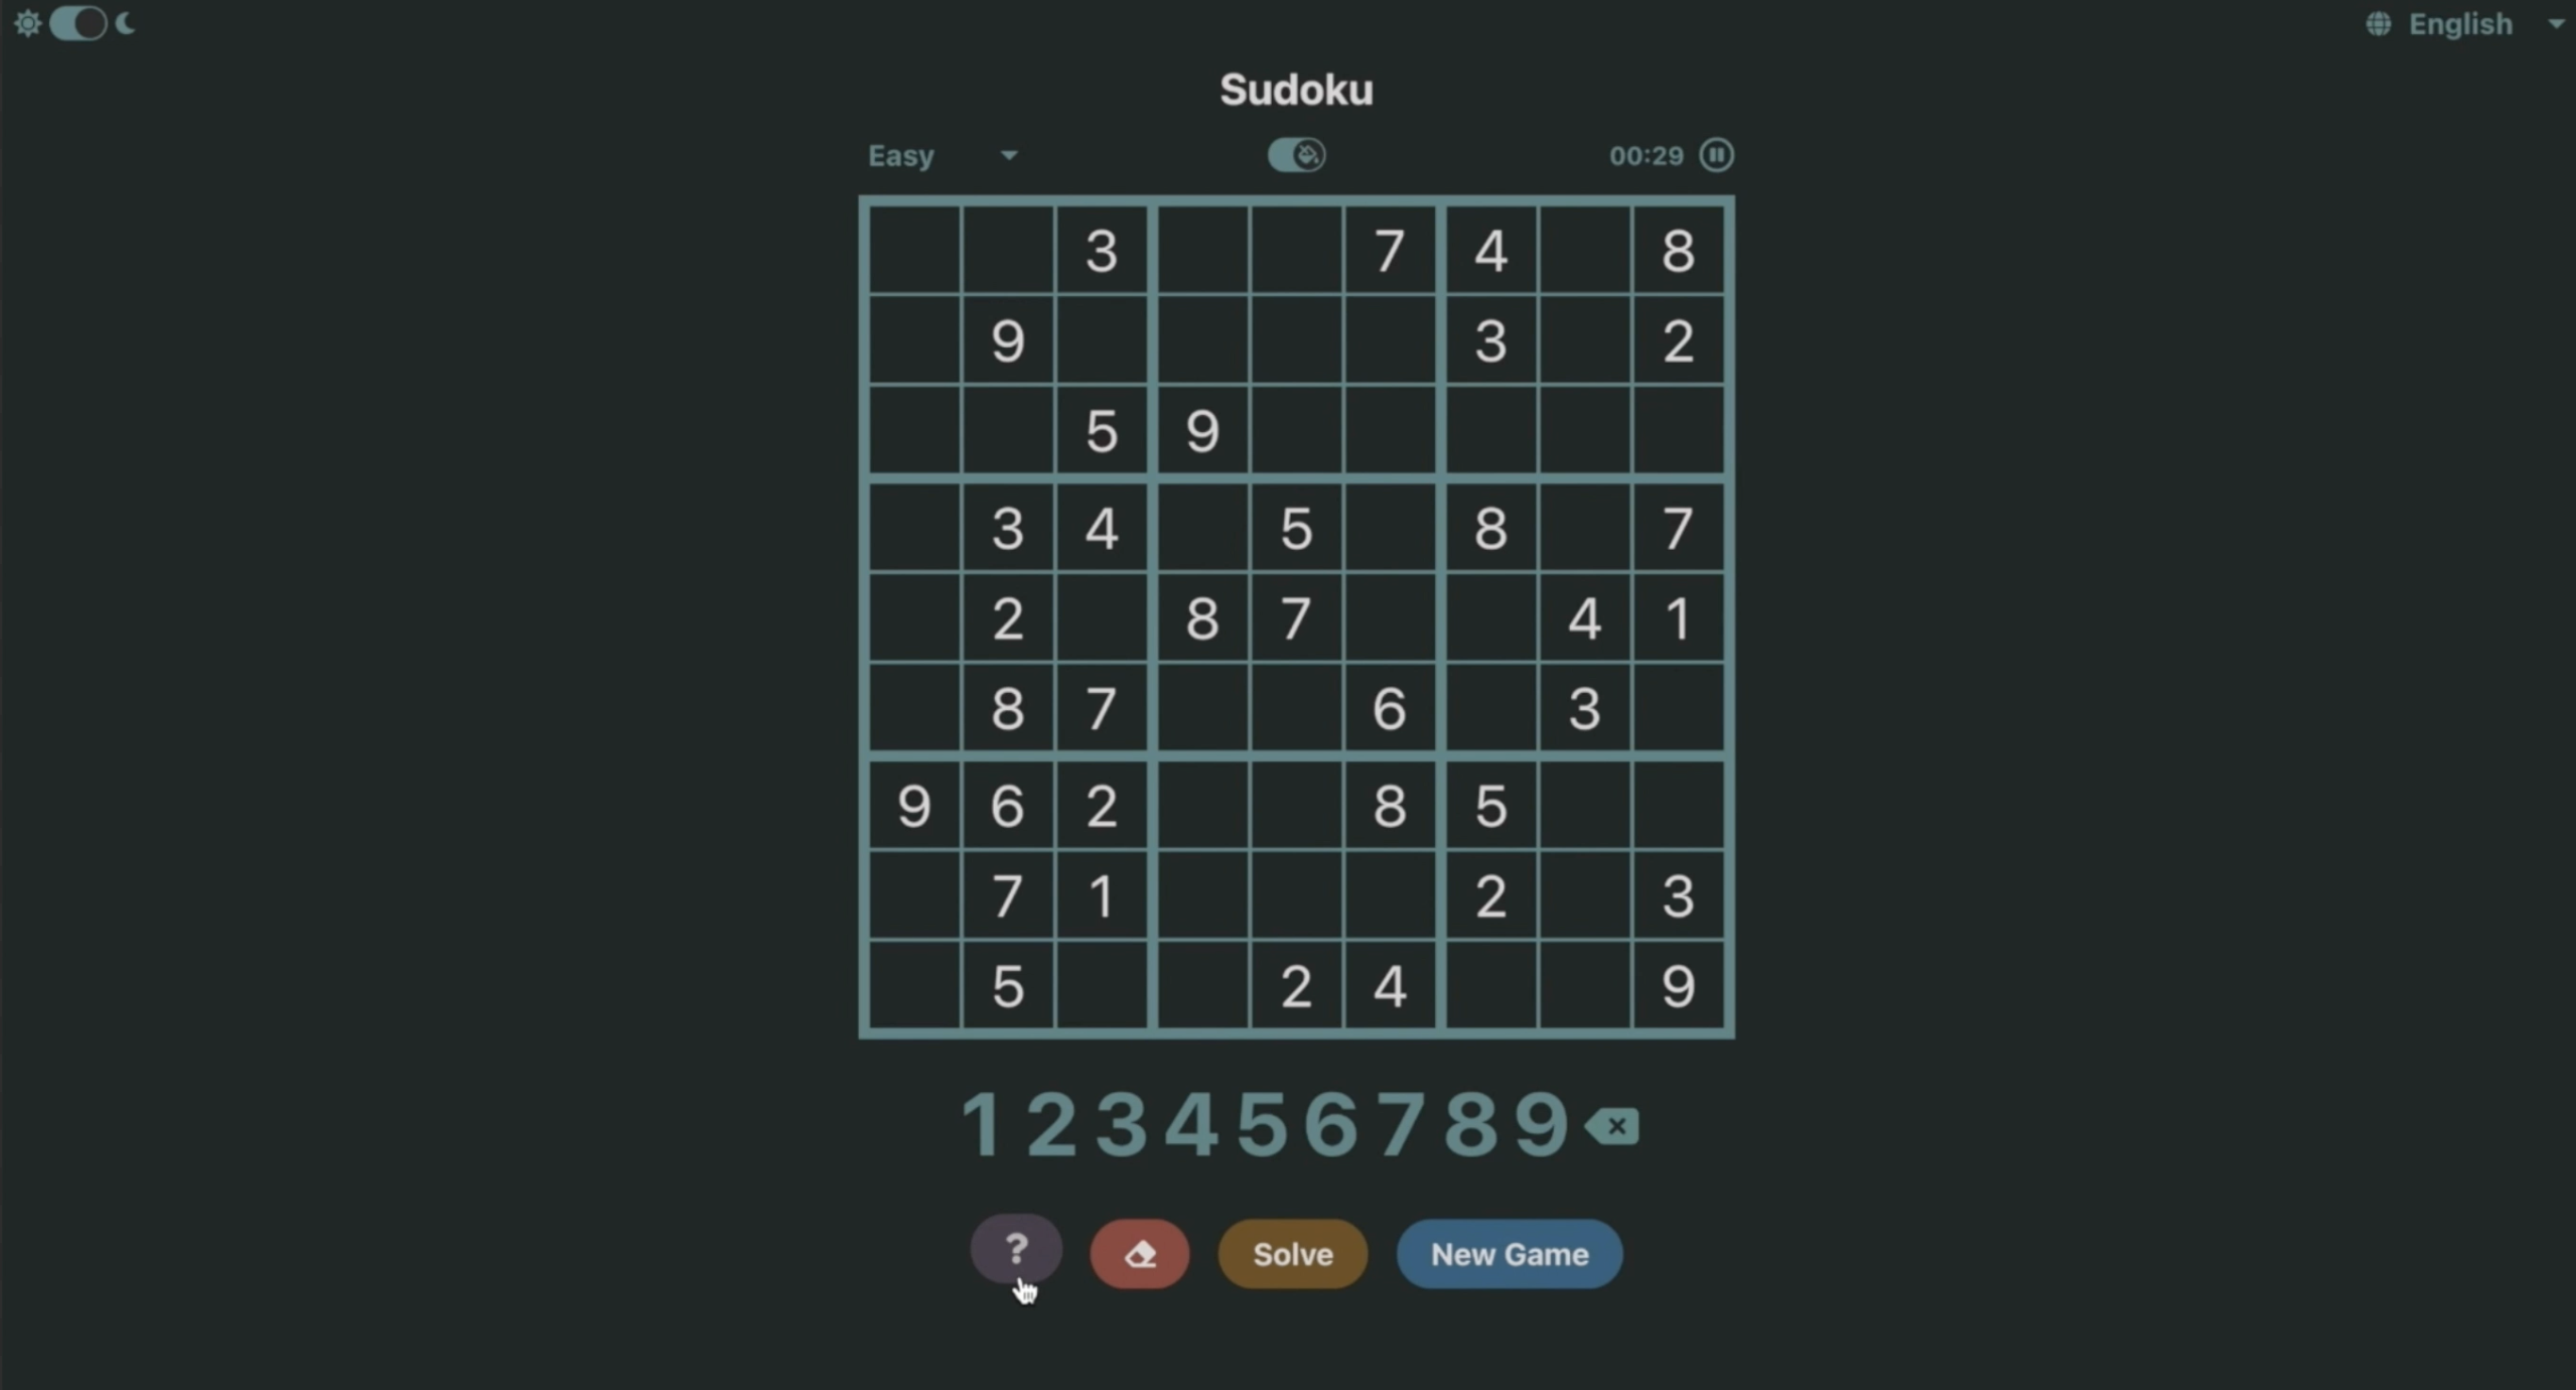 English
Sudoku
Easy 00:29
3 7 4 8
9 3 2
5 9
3 4 5 8 7
2 8 7 4 1
8 7 6 3
9 6 2 8 5
7 1 2 3
5 2 4 9
1 2 3 4 5 6 7 8 9
? Solve New Game